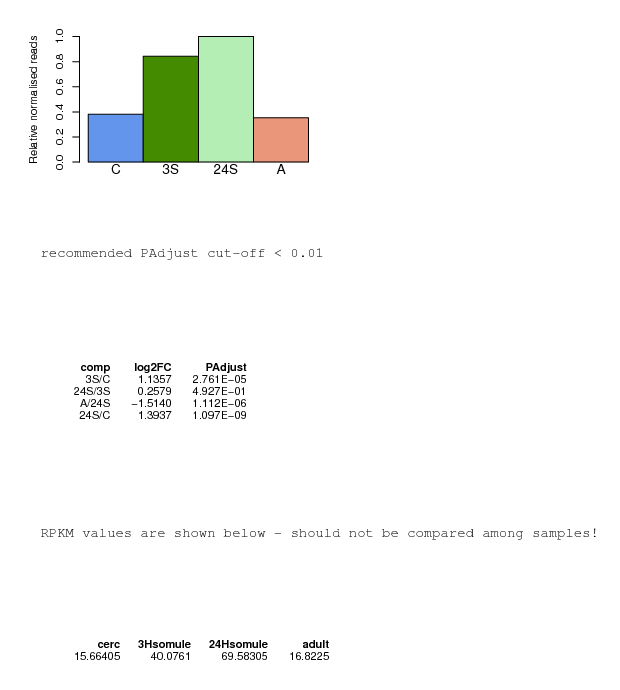 Relative normalised reads
1.0
0.8
0.6
0.4
0.2
0.0
C 3S 24S A
recommended PAdjust cut-off < 0.01
comp log2FC PAdjust
3S/C 1.1357 2.761E−05
24S/3S 0.2579 4.927E−01
A/24S −1.5140 1.112E−06
24S/C 1.3937 1.097E−09
RPKM values are shown below - should not be compared among samples!
cerc 3Hsomule 24Hsomule adult
15.66405 40.0761 69.58305 16.8225